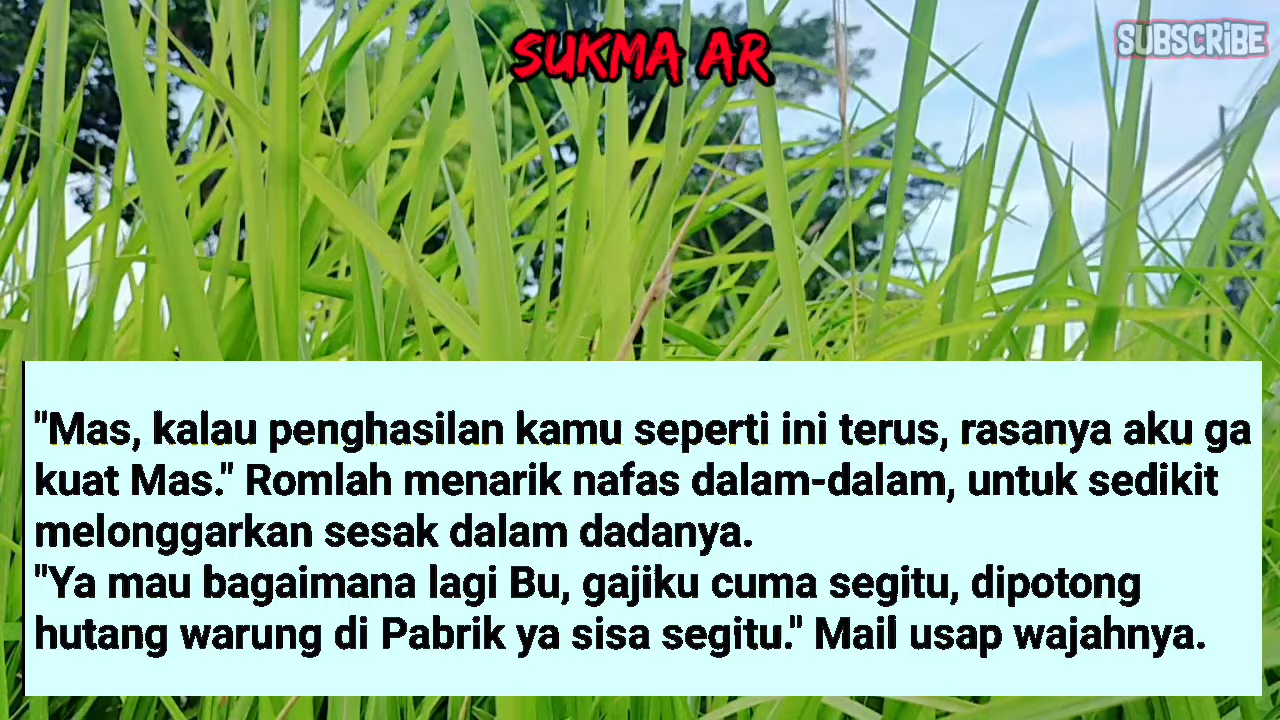 SUKMA AR
SUBSCRiBE
"Mas, kalau penghasilan kamu seperti ini terus, rasanya aku ga
kuat Mas." Romlah menarik nafas dalam-dalam, untuk sedikit
melonggarkan sesak dalam dadanya.
"Ya mau bagaimana lagi Bu, gajiku cuma segitu, dipotong
hutang warung di Pabrik ya sisa segitu." Mail usap wajahnya.